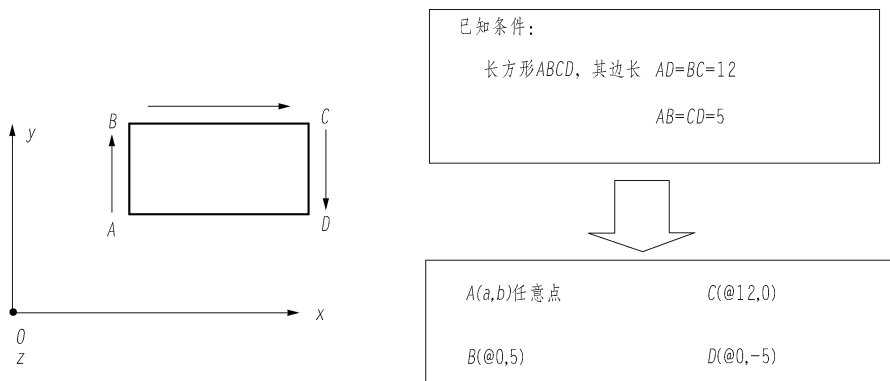 已知条件：
长方形ABCD，其边长 AD=BC=12
AB=CD=5
B
C
y
A
D
x
O
z
A(a,b)任意点 C(@12,0)
B(@0,5) D(@0,-5)